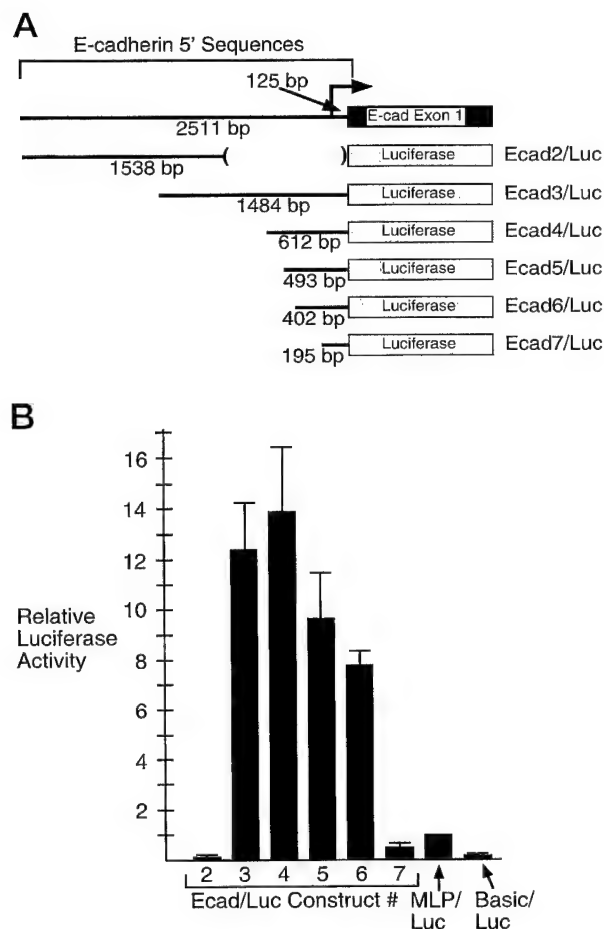 A
E-cadherin 5' Sequences
125 bp
E-cad Exon 1
2511 bp
( ) Luciferase Ecad2/Luc
1538 bp
Luciferase Ecad3/Luc
1484 bp
Luciferase Ecad4/Luc
612 bp
Luciferase Ecad5/Luc
493 bp
Luciferase Ecad6/Luc
402 bp
Luciferase Ecad7/Luc
195 bp
B
16
14
12
10
8
6
4
2
Relative
Luciferase
Activity
2 3 4 5 6 7
Ecad/Luc Construct #
MLP/
Luc
Basic/
Luc